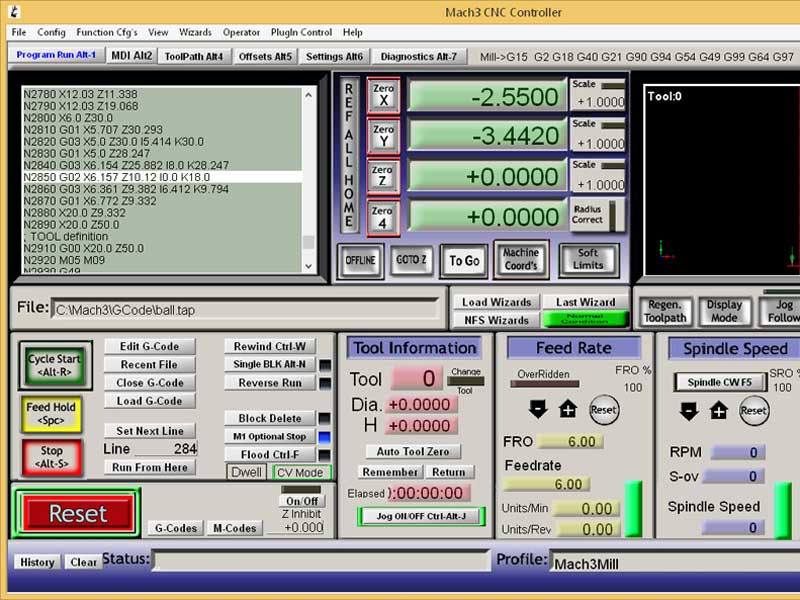 Mach3 CNC Controller
File Config Function Cfg's View Wizards Operator PlugIn Control Help
Program Run Alt-1 MDI Alt2 ToolPath Alt4 Offsets Alt5 Settings Alt6 Diagnostics Alt-7 Mill->G15 G2 G18 G40 G21 G90 G94 G54 G49 G99 G64 G97
N2780 X12.03 Z11.338
N2790 X12.03 Z19.068
N2800 X6.0 Z30.0
N2810 G01 X5.707 Z30.293
N2820 G03 X5.0 Z30.0 I5.414 K30.0
N2830 G01 X5.0 Z28.247
N2840 G03 X6.154 Z25.882 I8.0 K28.247
N2850 G02 X6.157 Z10.12 I0.0 K18.0
N2860 G03 X6.361 Z9.382 I6.412 K9.794
N2870 G01 X6.772 Z9.332
N2880 X20.0 Z9.332
N2890 X20.0 Z50.0
; TOOL definition
N2910 G00 X20.0 Z50.0
N2920 M05 M09
N2930 G49
REF ALL HOME
Zero X -2.5500 Scale +1.0000
Zero Y -3.4420 Scale +1.0000
Zero Z +0.0000 Scale +1.0000
Zero 4 +0.0000 Radius Correct
OFFLINE GOTO Z To Go Machine Coord's Soft Limits
Tool:0
File: C:\Mach3\GCode\ball.tap
Load Wizards Last Wizard
NFS Wizards Normal Condition
Regen. Toolpath Display Mode Jog Follow
Cycle Start <Alt-R>
Feed Hold <Spc>
Stop <Alt-S>
Edit G-Code
Recent File
Close G-Code
Load G-Code
Set Next Line
Line 284
Run From Here
Rewind Ctrl-W
Single BLK Alt-N
Reverse Run
Block Delete
M1 Optional Stop
Flood Ctrl-F
Dwell CV Mode
Reset
G-Codes M-Codes
On/Off
Z Inhibit
+0.000
Tool Information
Tool 0 Change Tool
Dia. +0.0000
H +0.0000
Auto Tool Zero
Remember Return
Elapsed 0:00:00:00
Jog ON/OFF Ctrl-Alt-J
Feed Rate
OverRidden FRO %
100
Reset
FRO 6.00
Feedrate
6.00
Units/Min 0.00
Units/Rev 0.00
Spindle Speed
Spindle CW F5 SRO %
100
Reset
RPM 0
S-ov 0
Spindle Speed
0
History Clear Status: Profile: Mach3Mill